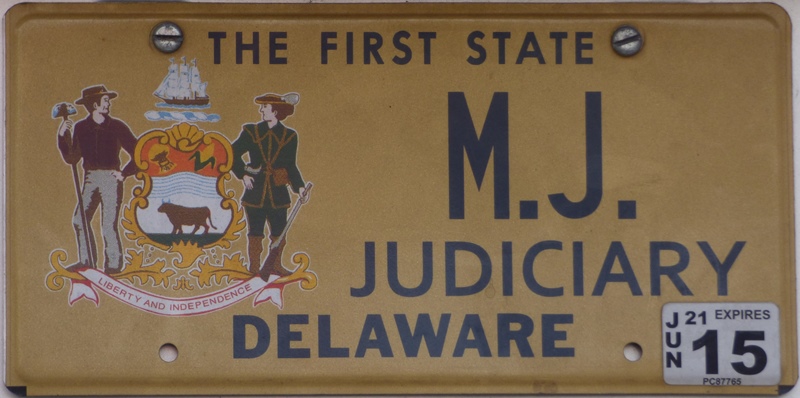 THE FIRST STATE
M.J.
JUDICIARY
LIBERTY AND INDEPENDENCE
DELAWARE
JUN 21 EXPIRES
15
PC87765